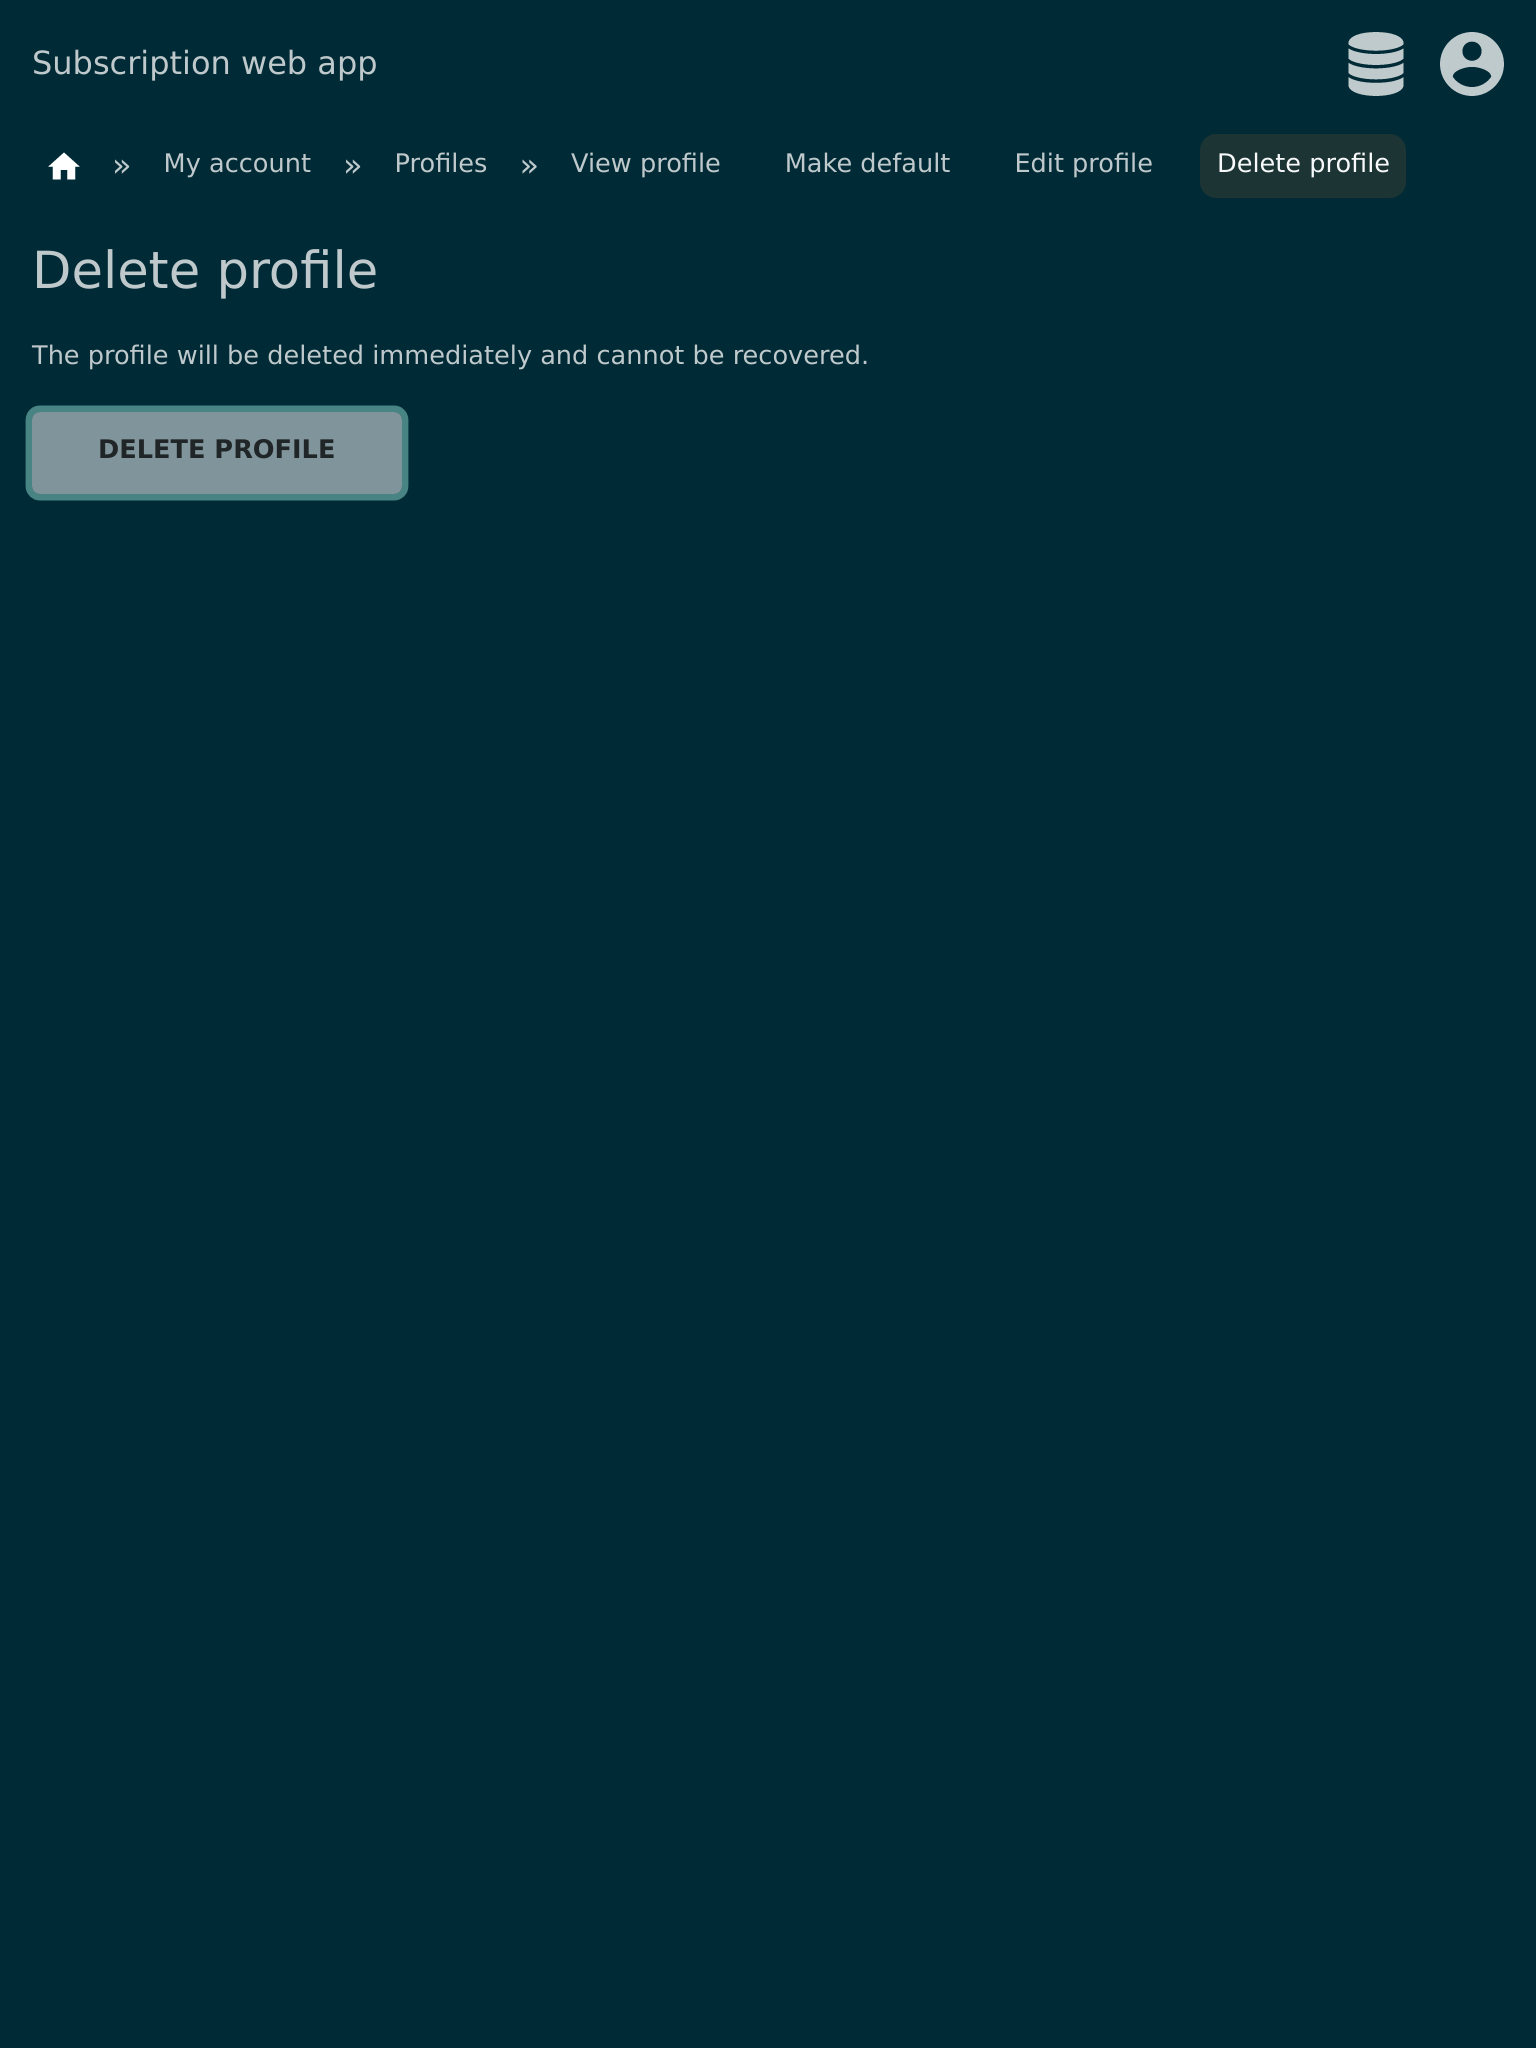 Subscription web app
» My account » Profiles » View profile Make default Edit profile Delete profile
Delete profile
The profile will be deleted immediately and cannot be recovered.
DELETE PROFILE